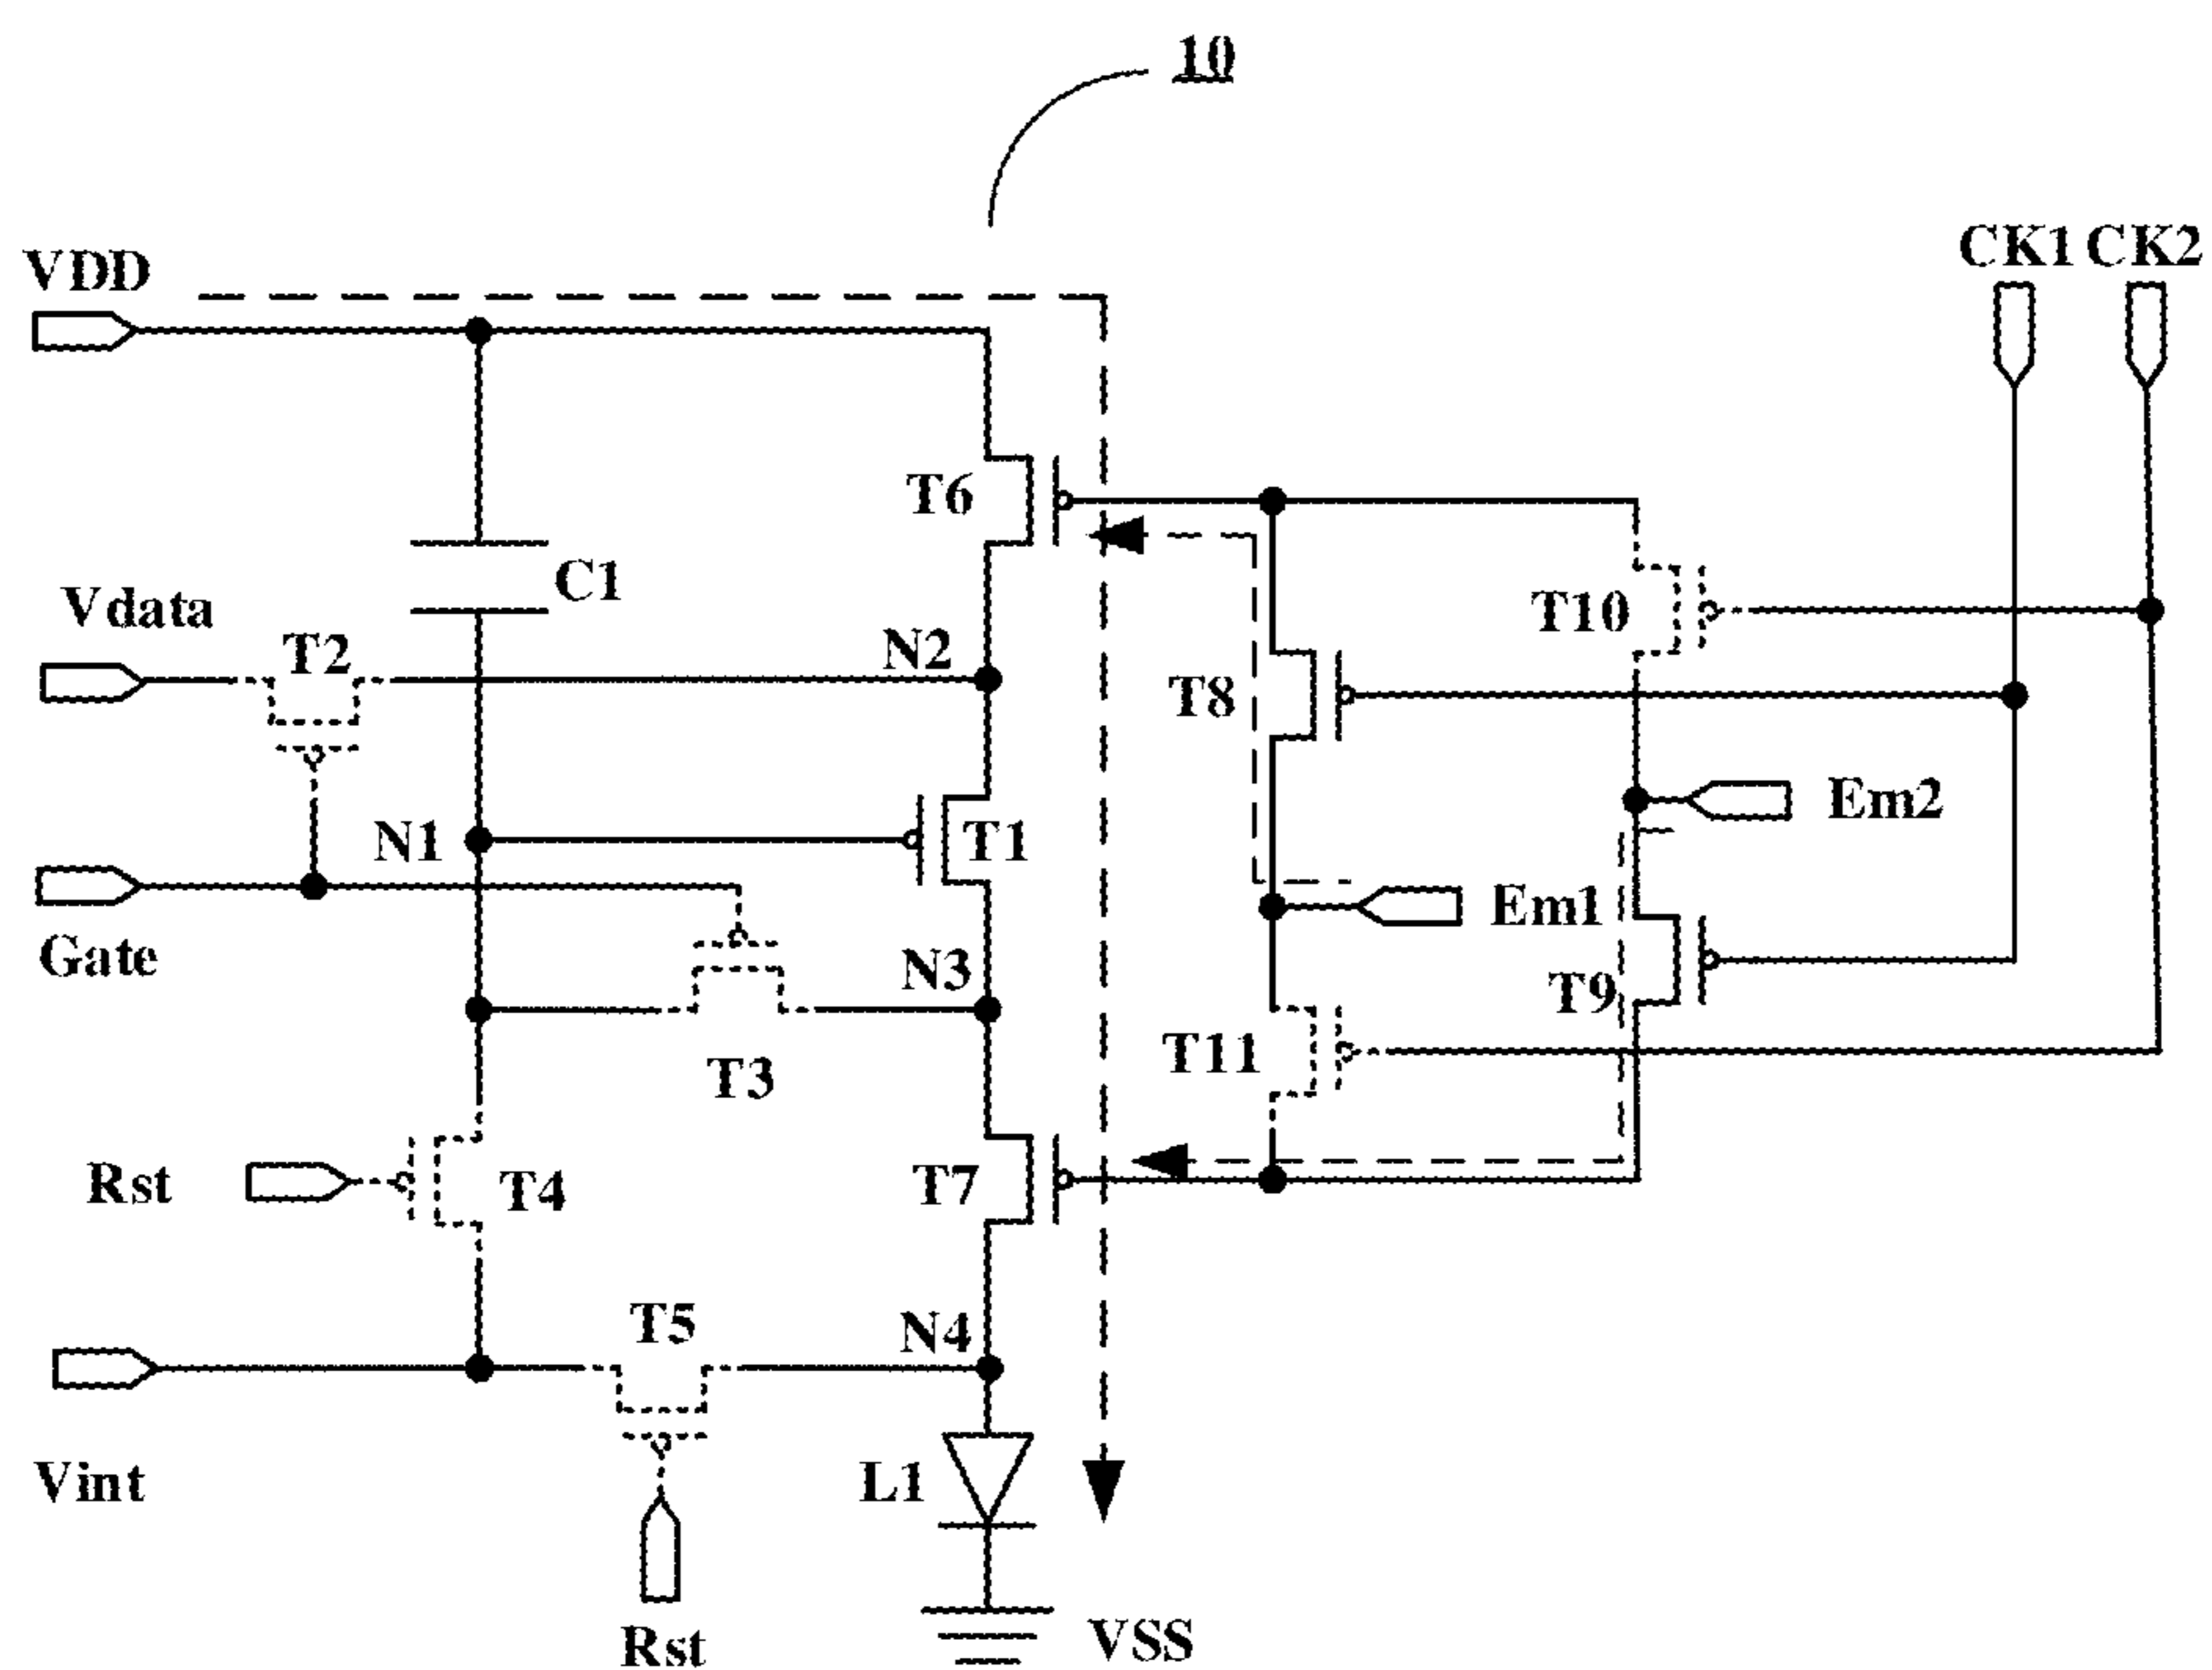 10
VDD
CK1 CK2
T6
C1
Vdata
T2
N2
T10
T8
N1
T1
Em2
Em1
Gate
N3
T9
T3
T11
Rst
T4
T7
T5
N4
Vint
L1
Rst
VSS